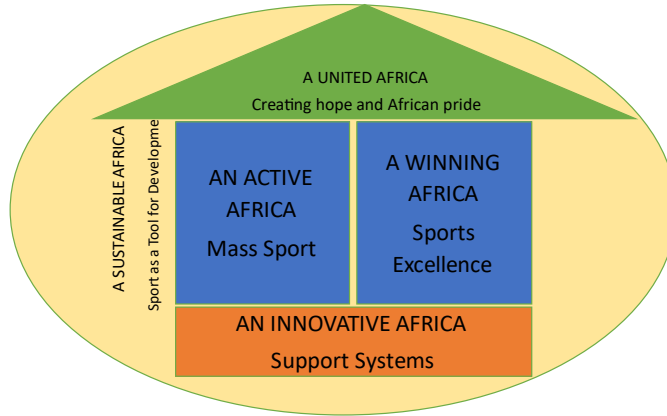 A UNITED AFRICA
Creating hope and African pride
A SUSTAINABLE AFRICA
Sport as a Tool for Developme
AN ACTIVE
AFRICA
Mass Sport
A WINNING
AFRICA
Sports
Excellence
AN INNOVATIVE AFRICA
Support Systems